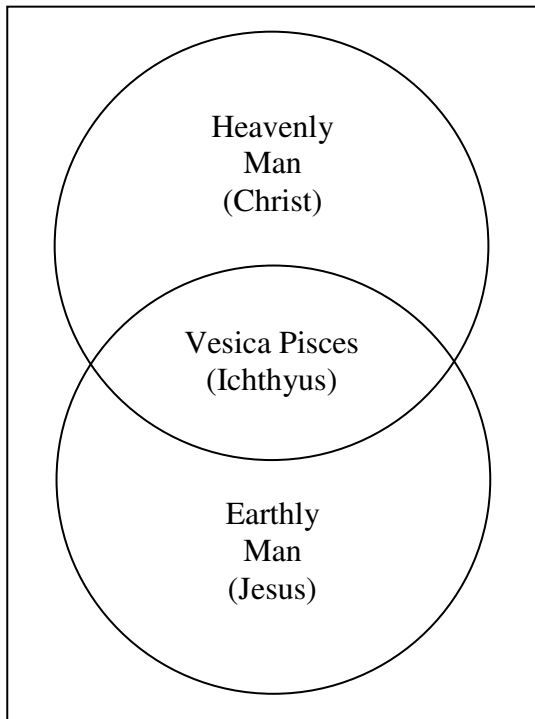 Heavenly
Man
(Christ)
Vesica Pisces
(Ichthyus)
Earthly
Man
(Jesus)